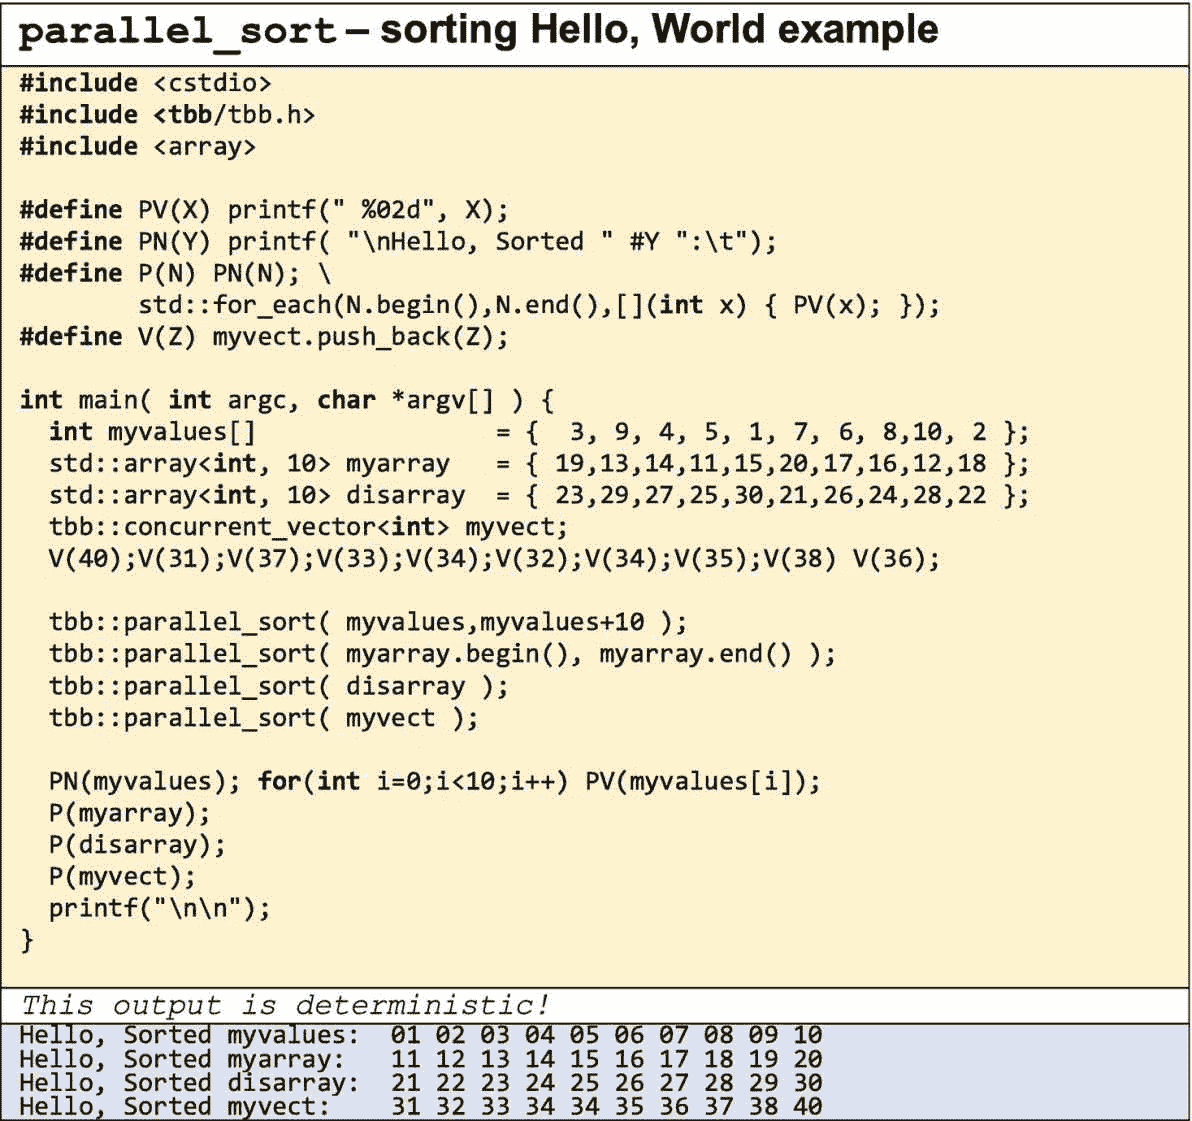 parallel_sort – sorting Hello, World example
#include <cstdio>
#include <tbb/tbb.h>
#include <array>
#define PV(X) printf(" %02d", X);
#define PN(Y) printf( "\nHello, Sorted " #Y ":\t");
#define P(N) PN(N); \
        std::for_each(N.begin(),N.end(),[](int x) { PV(x); });
#define V(Z) myvect.push_back(Z);
int main( int argc, char *argv[] ) {
  int myvalues[]                = {  3, 9, 4, 5, 1, 7, 6, 8,10, 2 };
  std::array<int, 10> myarray   = { 19,13,14,11,15,20,17,16,12,18 };
  std::array<int, 10> disarray  = { 23,29,27,25,30,21,26,24,28,22 };
  tbb::concurrent_vector<int> myvect;
  V(40);V(31);V(37);V(33);V(34);V(32);V(34);V(35);V(38) V(36);
  tbb::parallel_sort( myvalues,myvalues+10 );
  tbb::parallel_sort( myarray.begin(), myarray.end() );
  tbb::parallel_sort( disarray );
  tbb::parallel_sort( myvect );
  PN(myvalues); for(int i=0;i<10;i++) PV(myvalues[i]);
  P(myarray);
  P(disarray);
  P(myvect);
  printf("\n\n");
}
This output is deterministic!
Hello, Sorted myvalues:  01 02 03 04 05 06 07 08 09 10
Hello, Sorted myarray:   11 12 13 14 15 16 17 18 19 20
Hello, Sorted disarray:  21 22 23 24 25 26 27 28 29 30
Hello, Sorted myvect:    31 32 33 34 34 35 36 37 38 40